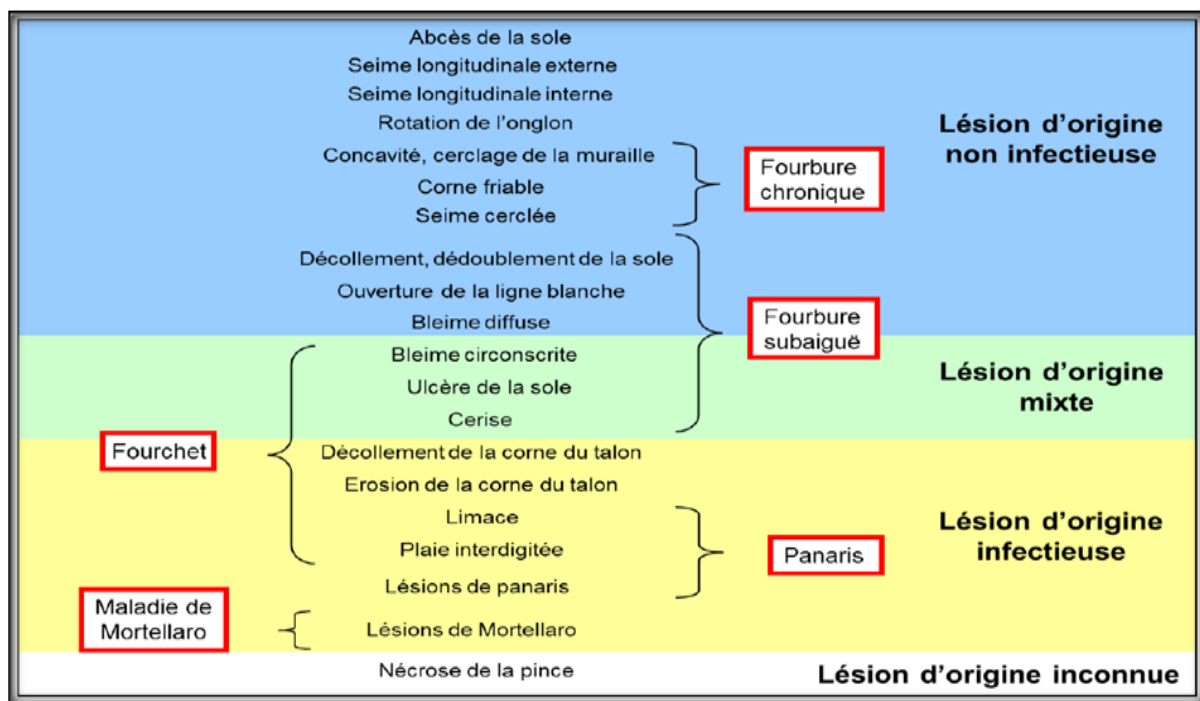 Abcès de la sole
Seime longitudinale externe
Seime longitudinale interne
Rotation de l'onglon
Concavité, cerclage de la muraille
Corne friable
Seime cerclée
Fourbure
chronique
Lésion d'origine
non infectieuse
Décollement, dédoublement de la sole
Ouverture de la ligne blanche
Bleime diffuse
Fourbure
subaiguë
Bleime circonscrite
Ulcère de la sole
Cerise
Lésion d'origine
mixte
Fourchet
Décollement de la corne du talon
Erosion de la corne du talon
Limace
Plaie interdigitée
Lésions de panaris
Panaris
Lésion d'origine
infectieuse
Maladie de
Mortellaro
Lésions de Mortellaro
Nécrose de la pince
Lésion d'origine inconnue